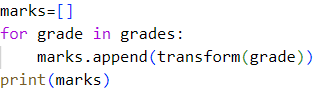 marks=[]
for grade in grades:
    marks.append(transform(grade))
print(marks)